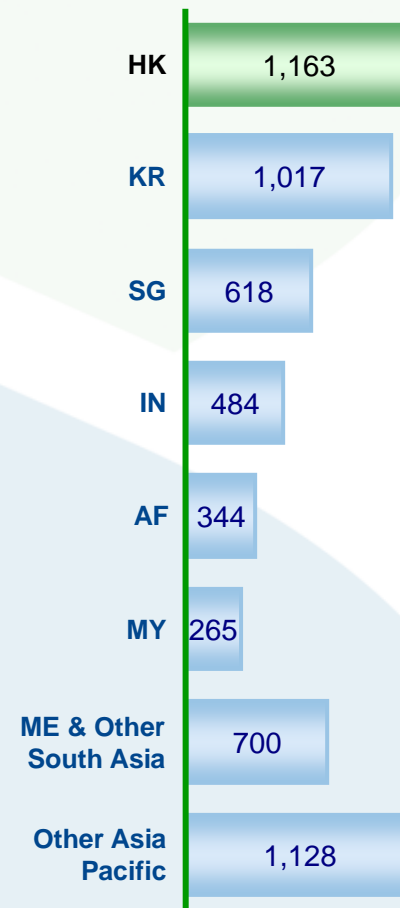 HK 1,163
KR 1,017
SG 618
IN 484
AF 344
MY 265
ME & Other
South Asia 700
Other Asia
Pacific 1,128